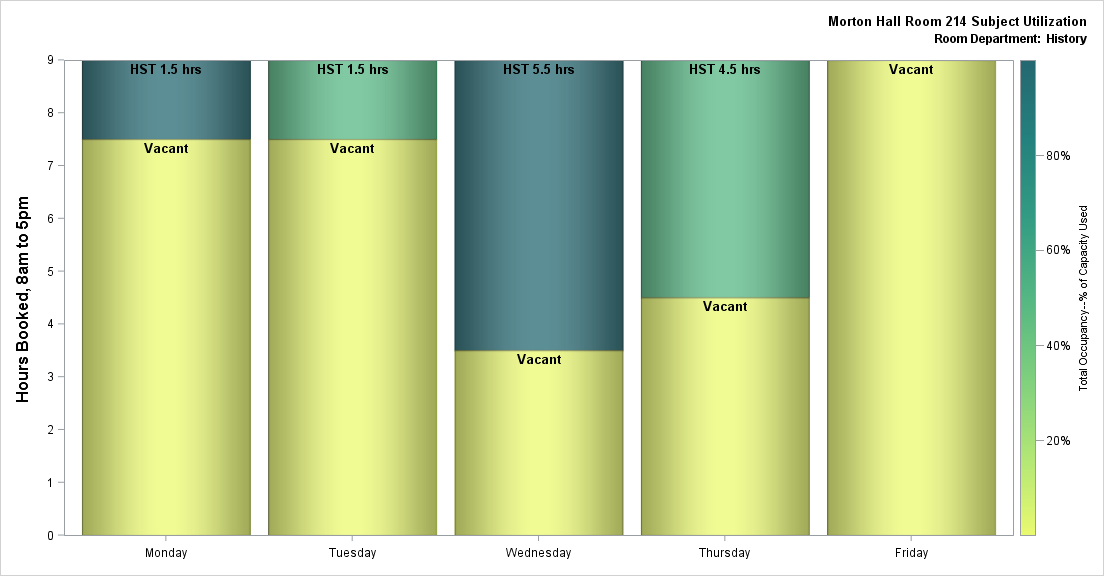 Morton Hall Room 214 Subject Utilization
Room Department: History
Hours Booked, 8am to 5pm
9
8
7
6
5
4
3
2
1
0
HST 1.5 hrs
Vacant
HST 1.5 hrs
Vacant
HST 5.5 hrs
Vacant
HST 4.5 hrs
Vacant
Vacant
Monday
Tuesday
Wednesday
Thursday
Friday
80%
60%
40%
20%
Total Occupancy--% of Capacity Used